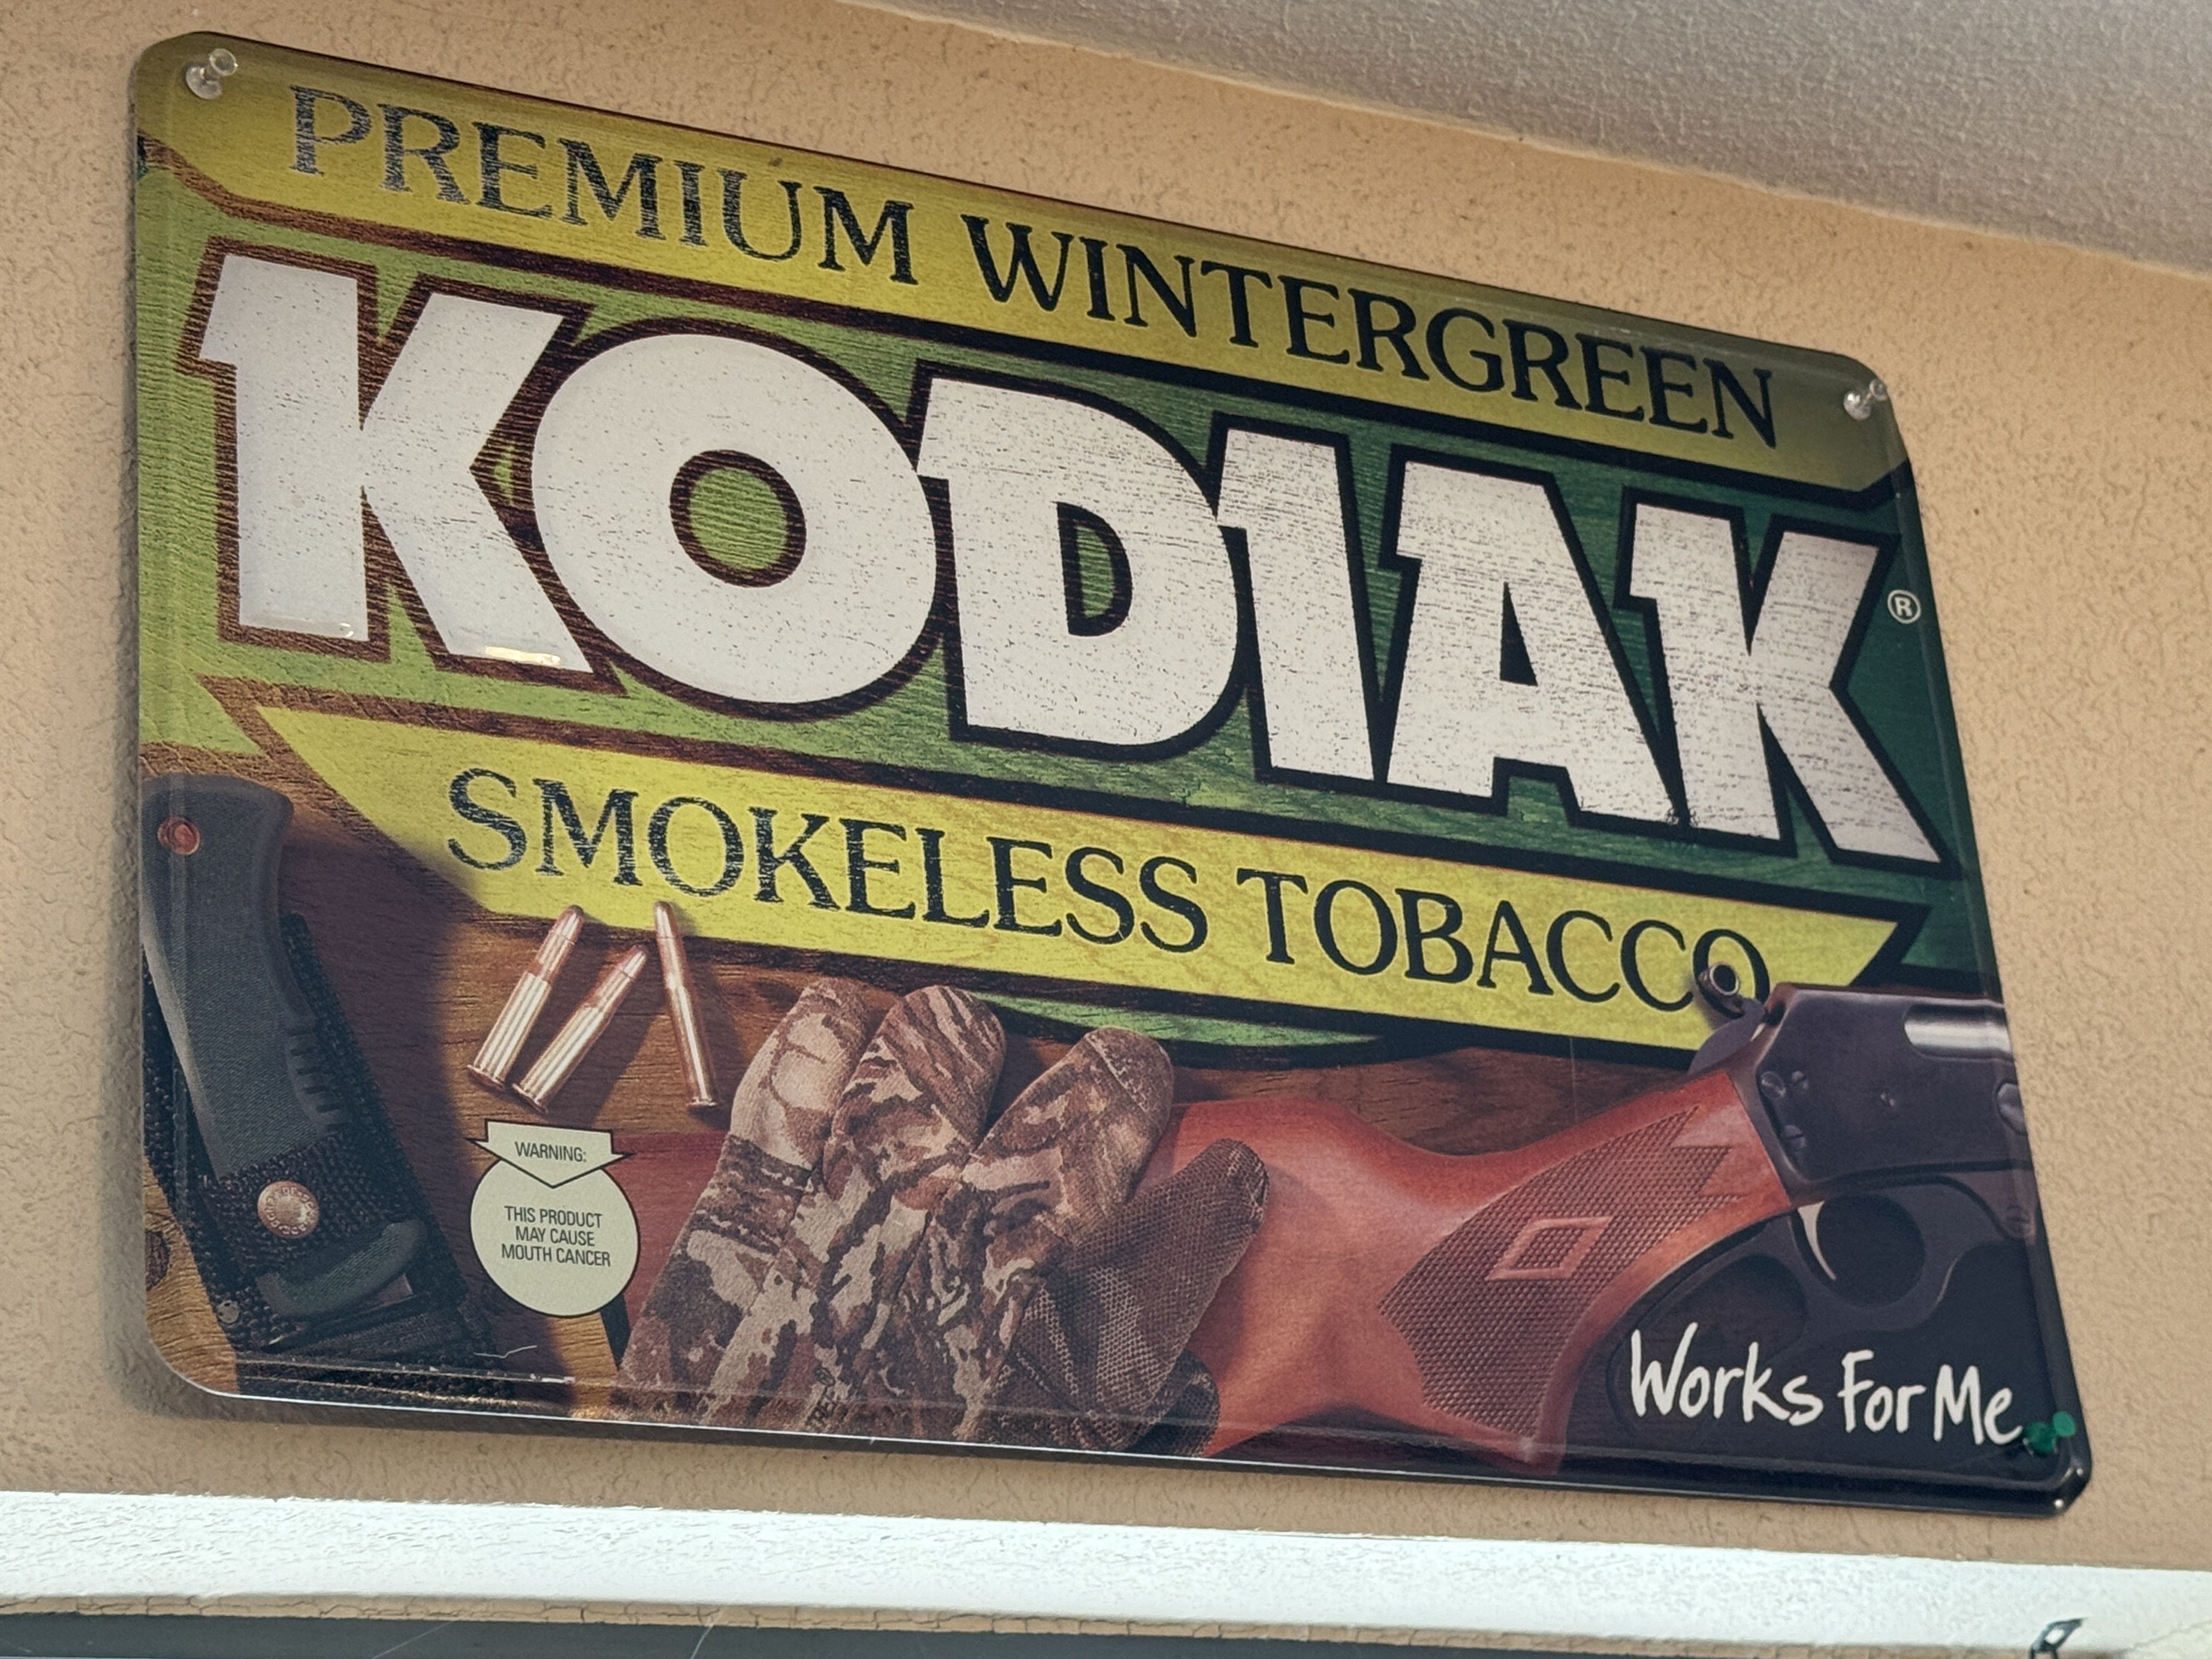 PREMIUM WINTERGREEN
KODIAK®
SMOKELESS TOBACCO
WARNING:
THIS PRODUCT
MAY CAUSE
MOUTH CANCER
Works For Me